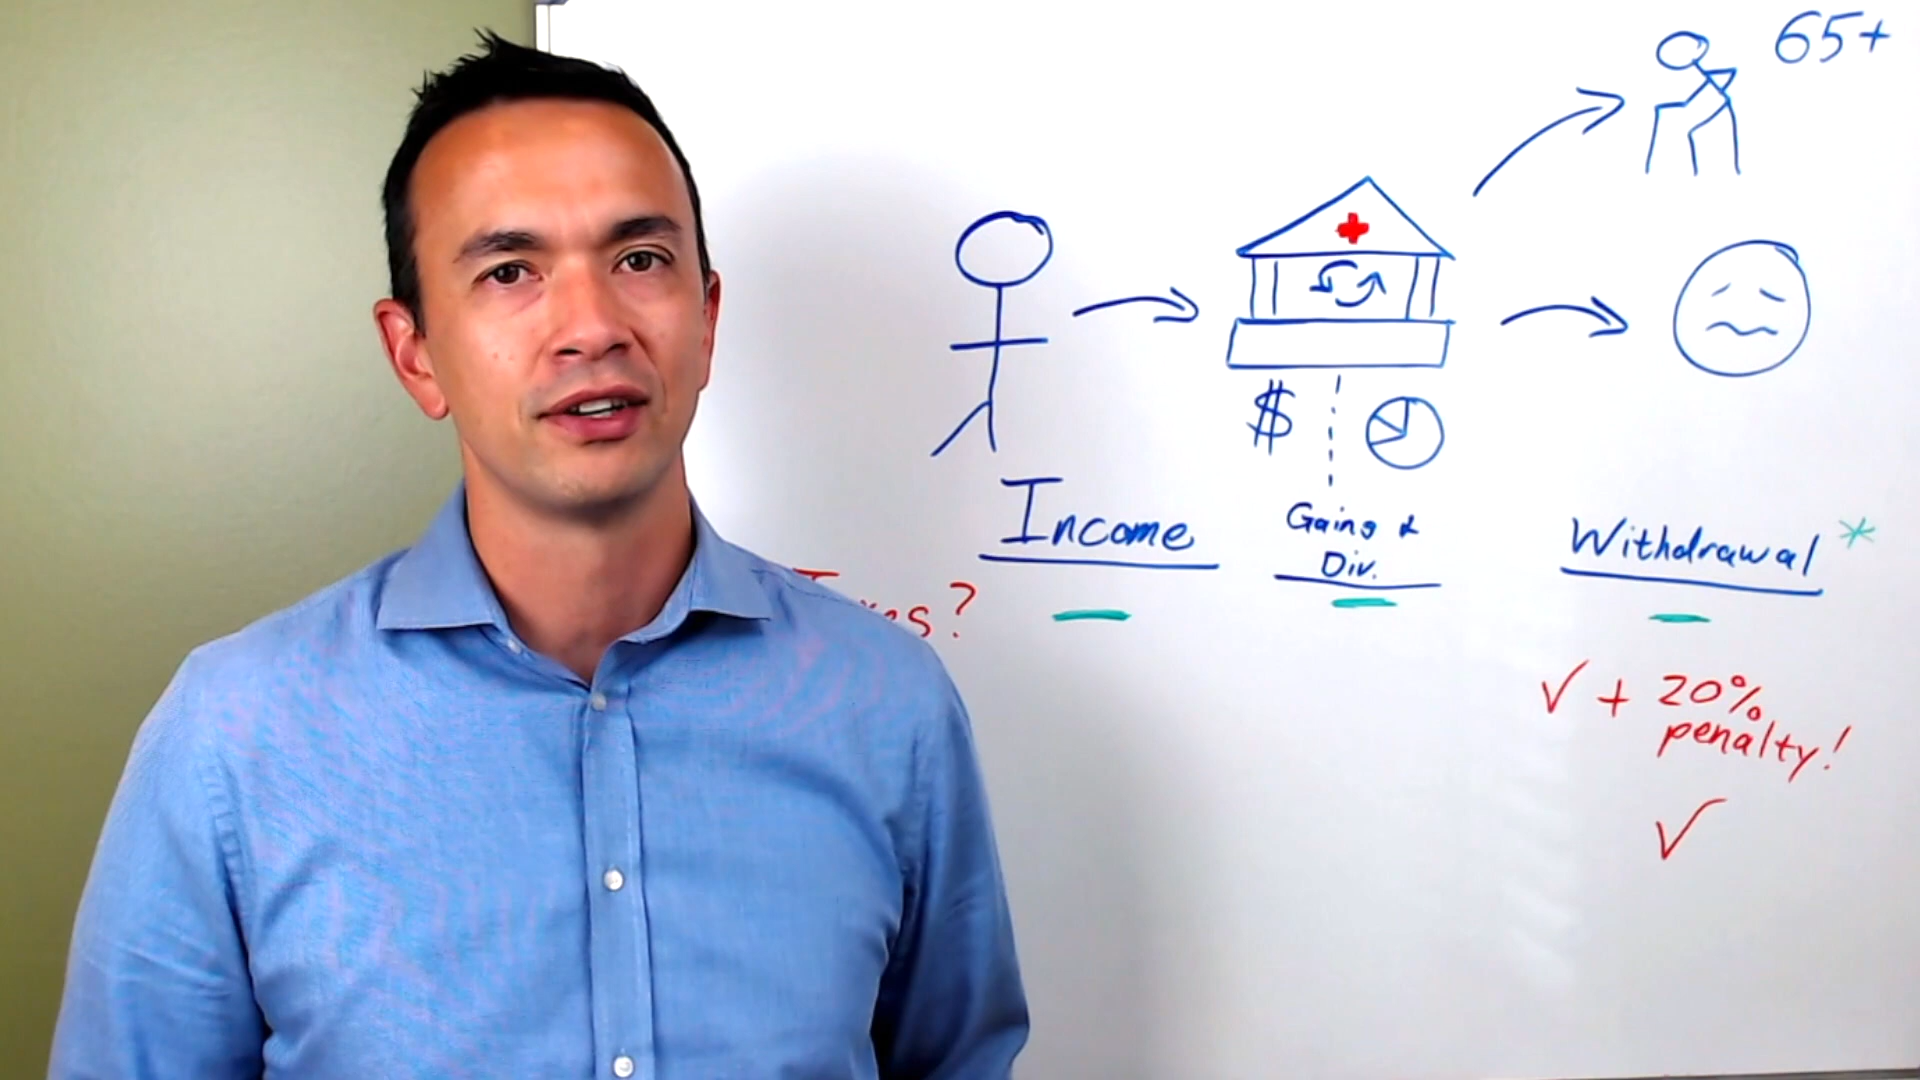 65+
$
Income
Gains &
Div.
Withdrawal *
?
✓ + 20%
penalty!
✓